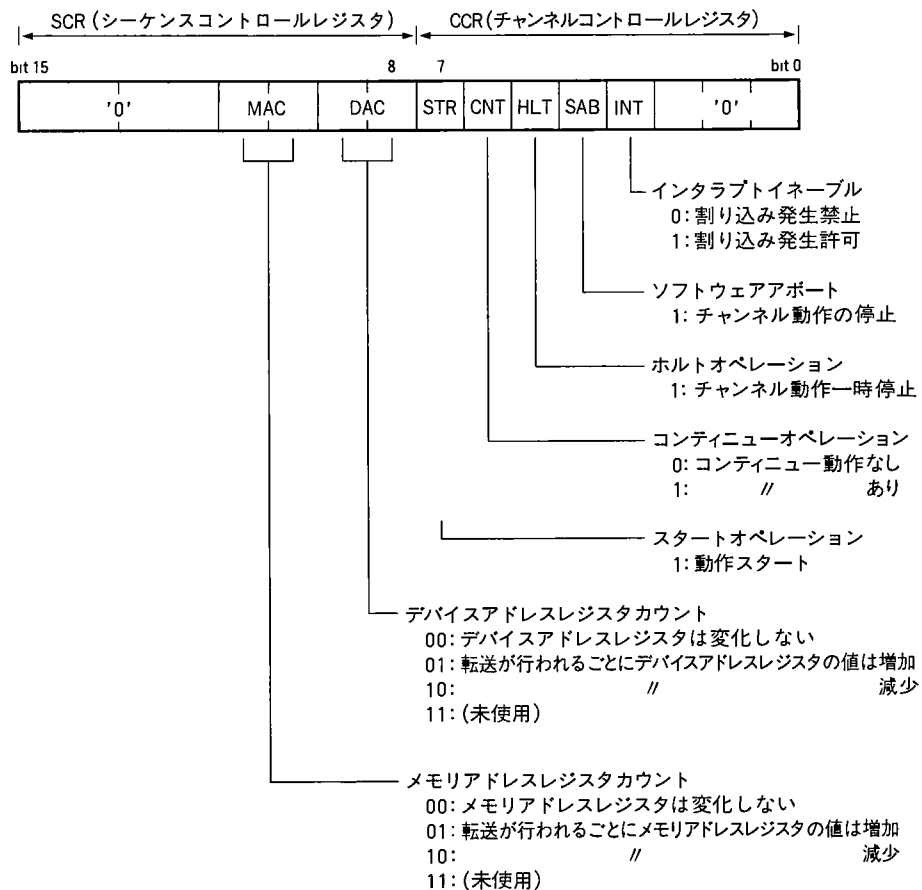 SCR(シーケンスコントロールレジスタ) CCR(チャンネルコントロールレジスタ)
bit 15 8 7 bit 0
'0' MAC DAC STR CNT HLT SAB INT '0'
インタラプトイネーブル
0:割り込み発生禁止
1:割り込み発生許可
ソフトウェアアボート
1:チャンネル動作の停止
ホルトオペレーション
1:チャンネル動作一時停止
コンティニューオペレーション
0:コンティニュー動作なし
1: 〃 あり
スタートオペレーション
1:動作スタート
デバイスアドレスレジスタカウント
00:デバイスアドレスレジスタは変化しない
01:転送が行われるごとにデバイスアドレスレジスタの値は増加
10: 〃 減少
11:(未使用)
メモリアドレスレジスタカウント
00:メモリアドレスレジスタは変化しない
01:転送が行われるごとにメモリアドレスレジスタの値は増加
10: 〃 減少
11:(未使用)